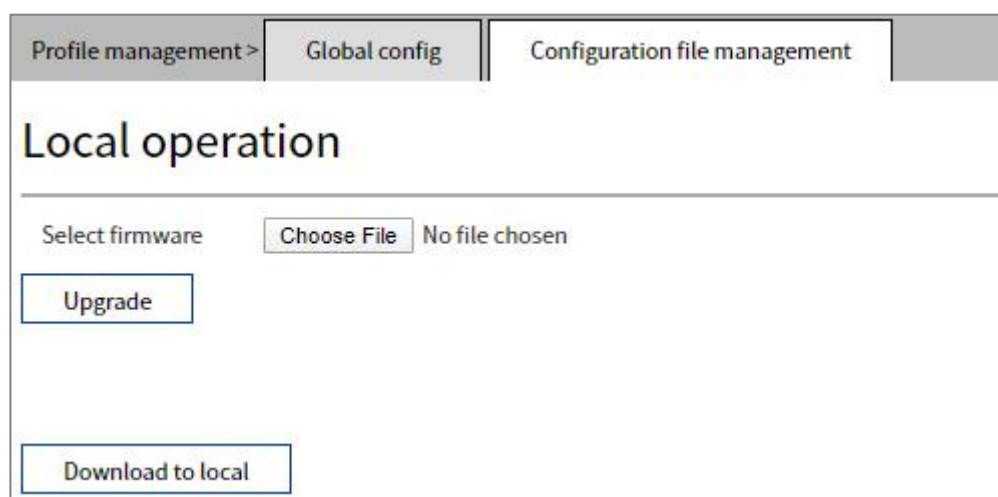 Profile management > Global config Configuration file management
Local operation
Select firmware Choose File No file chosen
Upgrade
Download to local